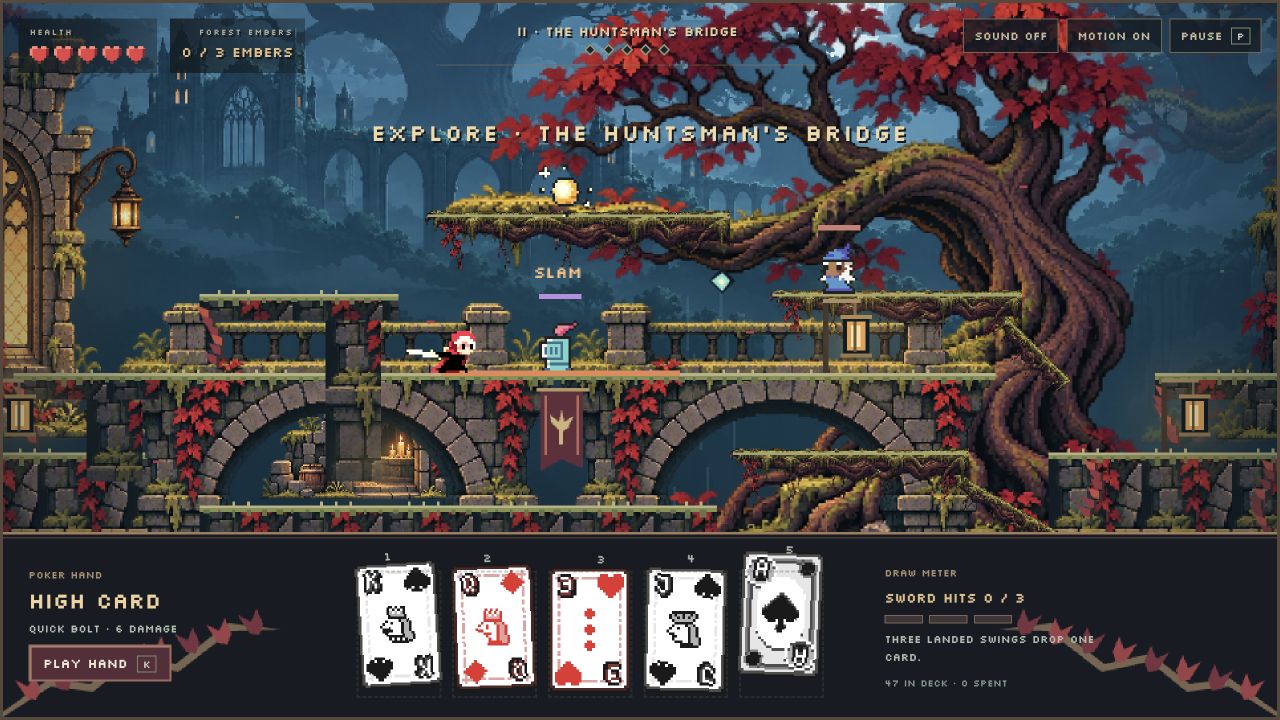 HEALTH
FOREST EMBERS
0 / 3 EMBERS
II · THE HUNTSMAN'S BRIDGE
SOUND OFF
MOTION ON
PAUSE P
EXPLORE · THE HUNTSMAN'S BRIDGE
SLAM
POKER HAND
HIGH CARD
QUICK BOLT · 6 DAMAGE
PLAY HAND K
1
2
3
4
5
K
K
Q
Q
J
J
A
A
DRAW METER
SWORD HITS 0 / 3
THREE LANDED SWINGS DROP ONE
CARD.
47 IN DECK · 0 SPENT